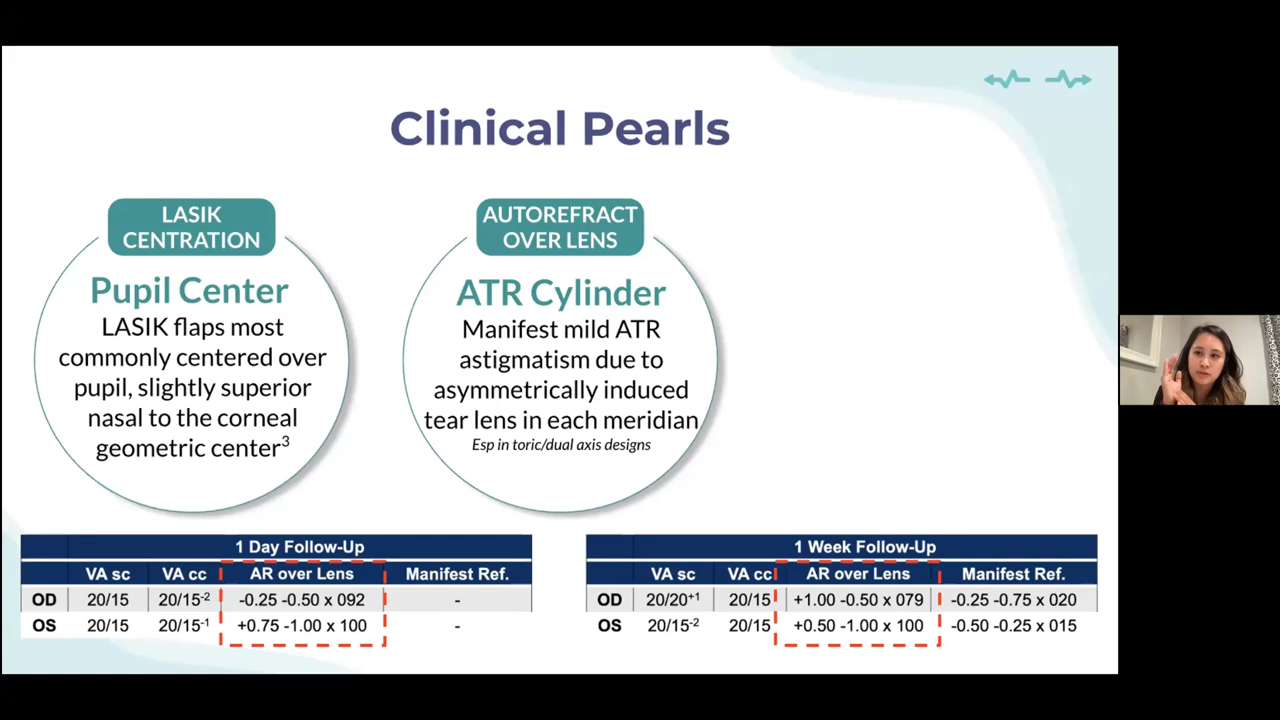 Clinical Pearls
LASIK
CENTRATION
Pupil Center
LASIK flaps most
commonly centered over
pupil, slightly superior
nasal to the corneal
geometric center3
AUTOREFRACT
OVER LENS
ATR Cylinder
Manifest mild ATR
astigmatism due to
asymmetrically induced
tear lens in each meridian
Esp in toric/dual axis designs
1 Day Follow-Up
VA sc VA cc AR over Lens Manifest Ref.
OD 20/15 20/15-2 -0.25 -0.50 x 092 -
OS 20/15 20/15-1 +0.75 -1.00 x 100 -
1 Week Follow-Up
VA sc VA cc AR over Lens Manifest Ref.
OD 20/20+1 20/15 +1.00 -0.50 x 079 -0.25 -0.75 x 020
OS 20/15-2 20/15 +0.50 -1.00 x 100 -0.50 -0.25 x 015